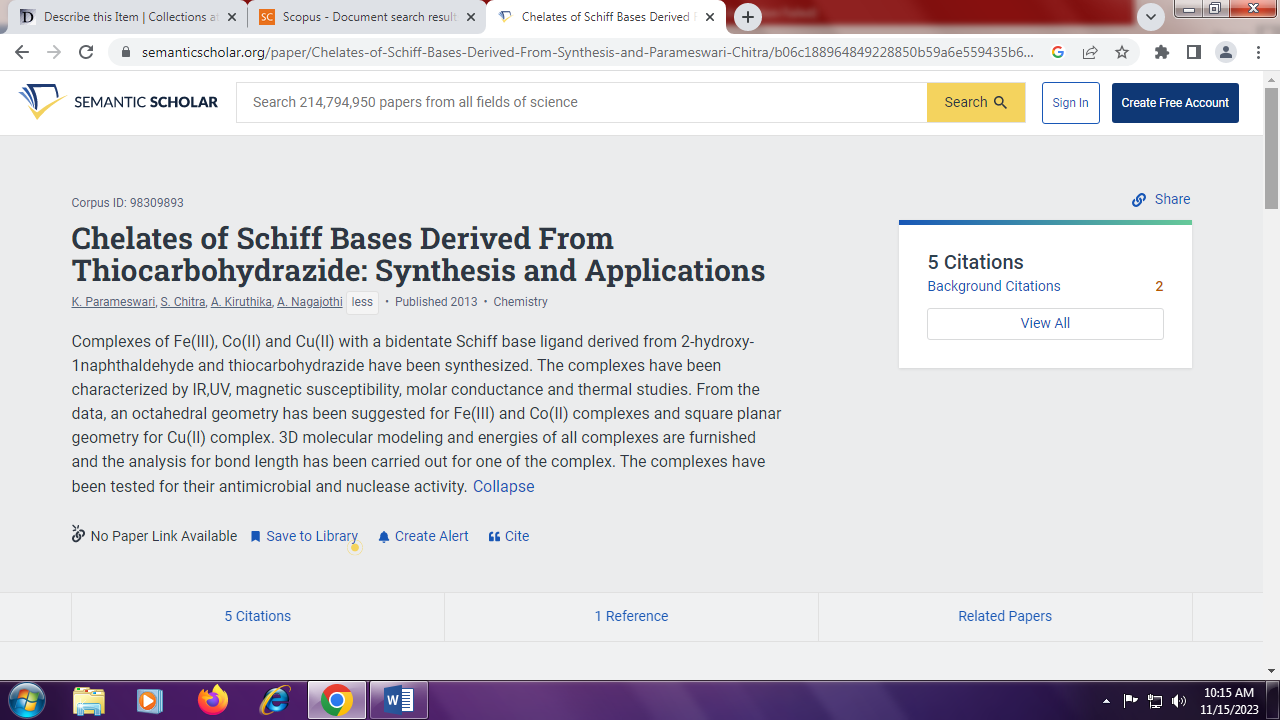 Describe this Item | Collections at
Scopus - Document search result
Chelates of Schiff Bases Derived
semanticscholar.org/paper/Chelates-of-Schiff-Bases-Derived-From-Synthesis-and-Parameswari-Chitra/b06c188964849228850b59a6e559435b6...
SEMANTIC SCHOLAR
Search 214,794,950 papers from all fields of science
Search
Sign In
Create Free Account
Corpus ID: 98309893
Share
Chelates of Schiff Bases Derived From
Thiocarbohydrazide: Synthesis and Applications
K. Parameswari, S. Chitra, A. Kiruthika, A. Nagajothi less • Published 2013 • Chemistry
5 Citations
Background Citations 2
View All
Complexes of Fe(III), Co(II) and Cu(II) with a bidentate Schiff base ligand derived from 2-hydroxy-
1naphthaldehyde and thiocarbohydrazide have been synthesized. The complexes have been
characterized by IR,UV, magnetic susceptibility, molar conductance and thermal studies. From the
data, an octahedral geometry has been suggested for Fe(III) and Co(II) complexes and square planar
geometry for Cu(II) complex. 3D molecular modeling and energies of all complexes are furnished
and the analysis for bond length has been carried out for one of the complex. The complexes have
been tested for their antimicrobial and nuclease activity. Collapse
No Paper Link Available Save to Library Create Alert Cite
5 Citations
1 Reference
Related Papers
10:15 AM
11/15/2023